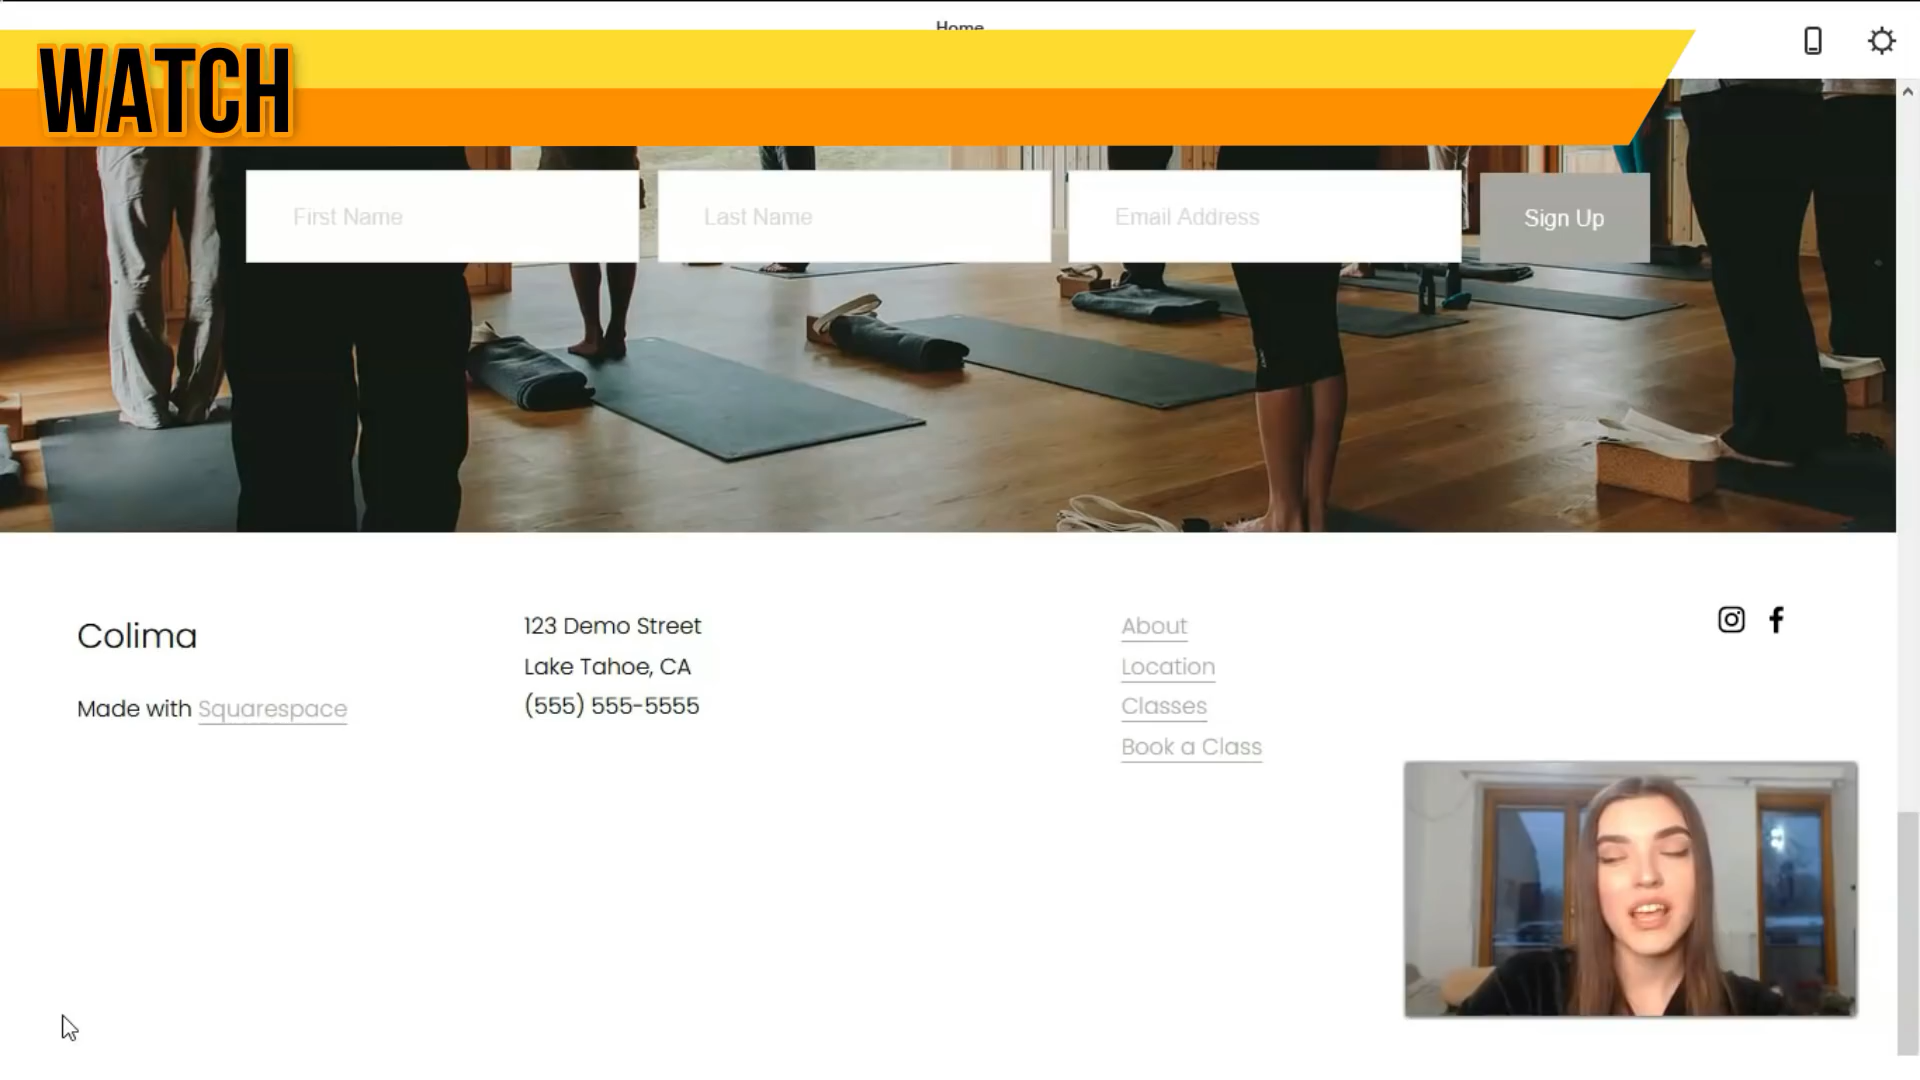 Home
WATCH
First Name
Last Name
Email Address
Sign Up
Colima
Made with Squarespace
123 Demo Street
Lake Tahoe, CA
(555) 555-5555
About
Location
Classes
Book a Class